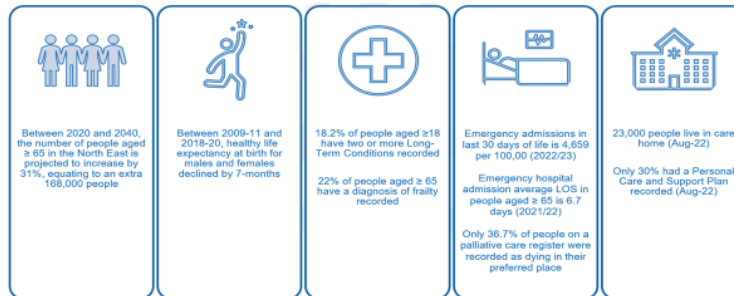 Between 2020 and 2040,
the number of people aged
≥ 65 in the North East is
projected to increase by
31%, equating to an extra
168,000 people
Between 2009-11 and
2018-20, healthy life
expectancy at birth for
males and females
declined by 7-months
18.2% of people aged ≥18
have two or more Long-
Term Conditions recorded
22% of people aged ≥ 65
have a diagnosis of frailty
recorded
Emergency admissions in
last 30 days of life is 4,659
per 100,00 (2022/23)
Emergency hospital
admission average LOS in
people aged ≥ 65 is 6.7
days (2021/22)
Only 36.7% of people on a
palliative care register were
recorded as dying in their
preferred place
23,000 people live in care
home (Aug-22)
Only 30% had a Personal
Care and Support Plan
recorded (Aug-22)